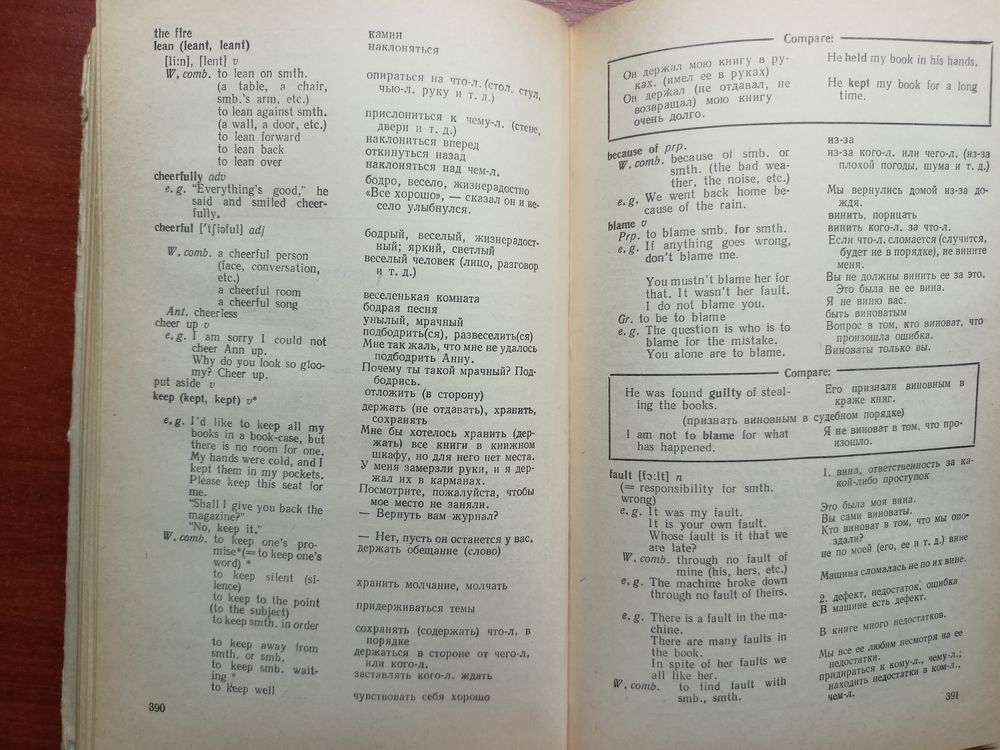 the fire
lean (leant, leant)
[li:n], [lent] v
W. comb. to lean on smth.
(a table, a chair,
smb.'s arm, etc.)
to lean against smth.
(a wall, a door, etc.)
to lean forward
to lean back
to lean over
cheerfully adv
e. g. "Everything's good," he
said and smiled cheer-
fully.
cheerful ['tʃiəful] adj
W. comb. a cheerful person
(face, conversation,
etc.)
a cheerful room
a cheerful song
Ant. cheerless
cheer up v
e. g. I am sorry I could not
cheer Ann up.
Why do you look so gloo-
my? Cheer up.
put aside v
keep (kept, kept) v*
e. g. I'd like to keep all my
books in a book-case, but
there is no room for one.
My hands were cold, and I
kept them in my pockets.
Please keep this seat for
me.
"Shall I give you back the
magazine?"
"No, keep it."
W. comb. to keep one's pro-
mise*(= to keep one's
word) *
to keep silent (si-
lence)
to keep to the point
(to the subject)
to keep smth. in order
to keep away from
smth. or smb.
to keep smb. wait-
ing *
to keep well
390
камин
наклоняться
опираться на что-л. (стол, стул,
чью-л. руку и т. д.)
прислониться к чему-л. (стене,
двери и т. д.)
наклониться вперед
откинуться назад
наклоняться над чем-л.
бодро, весело, жизнерадостно
«Все хорошо», — сказал он и ве-
село улыбнулся.
бодрый, веселый, жизнерадост-
ный; яркий, светлый
веселый человек (лицо, разговор
и т. д.)
веселенькая комната
бодрая песня
унылый, мрачный
подбодрить(ся), развеселить(ся)
Мне так жаль, что мне не удалось
подбодрить Анну.
Почему ты такой мрачный? Под-
бодрись.
отложить (в сторону)
держать (не отдавать), хранить,
сохранять
Мне бы хотелось хранить (дер-
жать) все книги в книжном
шкафу, но для него нет места.
У меня замерзли руки, и я дер-
жал их в карманах.
Посмотрите, пожалуйста, чтобы
мое место не заняли.
— Вернуть вам журнал?
— Нет, пусть он останется у вас.
держать обещание (слово)
хранить молчание, молчать
придерживаться темы
сохранять (содержать) что-л. в
порядке
держаться в стороне от чего-л.
или кого-л.
заставлять кого-л. ждать
чувствовать себя хорошо
Compare:
Он держал мою книгу в ру-
ках. (имел ее в руках)
Он держал (не отдавал, не
возвращал) мою книгу
очень долго.
He held my book in his hands.
He kept my book for a long
time.
because of prp.
W. comb. because of smb. or
smth. (the bad wea-
ther, the noise, etc.)
e. g. We went back home be-
cause of the rain.
blame v
Prp. to blame smb. for smth.
e. g. If anything goes wrong,
don't blame me.
You mustn't blame her for
that. It wasn't her fault.
I do not blame you.
Gr. to be to blame
e. g. The question is who is to
blame for the mistake.
You alone are to blame.
из-за
из-за кого-л. или чего-л. (из-за
плохой погоды, шума и т. д.)
Мы вернулись домой из-за до-
ждя.
винить, порицать
винить кого-л. за что-л.
Если что-л. сломается (случится,
будет не в порядке), не вините
меня.
Вы не должны винить ее за это.
Это была не ее вина.
Я не виню вас.
быть виноватым
Вопрос в том, кто виноват, что
произошла ошибка.
Виноваты только вы.
Compare:
He was found guilty of steal-
ing the books.
Его признали виновным в
краже книг.
(признать виновным в судебном порядке)
I am not to blame for what
has happened.
Я не виноват в том, что про-
изошло.
fault [fɔ:lt] n
(= responsibility for smth.
wrong)
e. g. It was my fault.
It is your own fault.
Whose fault is it that we
are late?
W. comb. through no fault of
mine (his, hers, etc.)
e. g. The machine broke down
through no fault of theirs.
e. g. There is a fault in the ma-
chine.
There are many faults in
the book.
In spite of her faults we
all like her.
W. comb. to find fault with
smb., smth.
1. вина, ответственность за ка-
кой-либо проступок
Это была моя вина.
Вы сами виноваты.
Кто виноват в том, что мы опо-
здали?
не по моей (его, ее и т. д.) вине
Машина сломалась не по их вине.
2. дефект, недостаток, ошибка
В машине есть дефект.
В книге много недостатков.
Мы все ее любим несмотря на ее
недостатки.
придираться к кому-л., чему-л.;
находить недостатки в ком-л.,
чем-л.
391